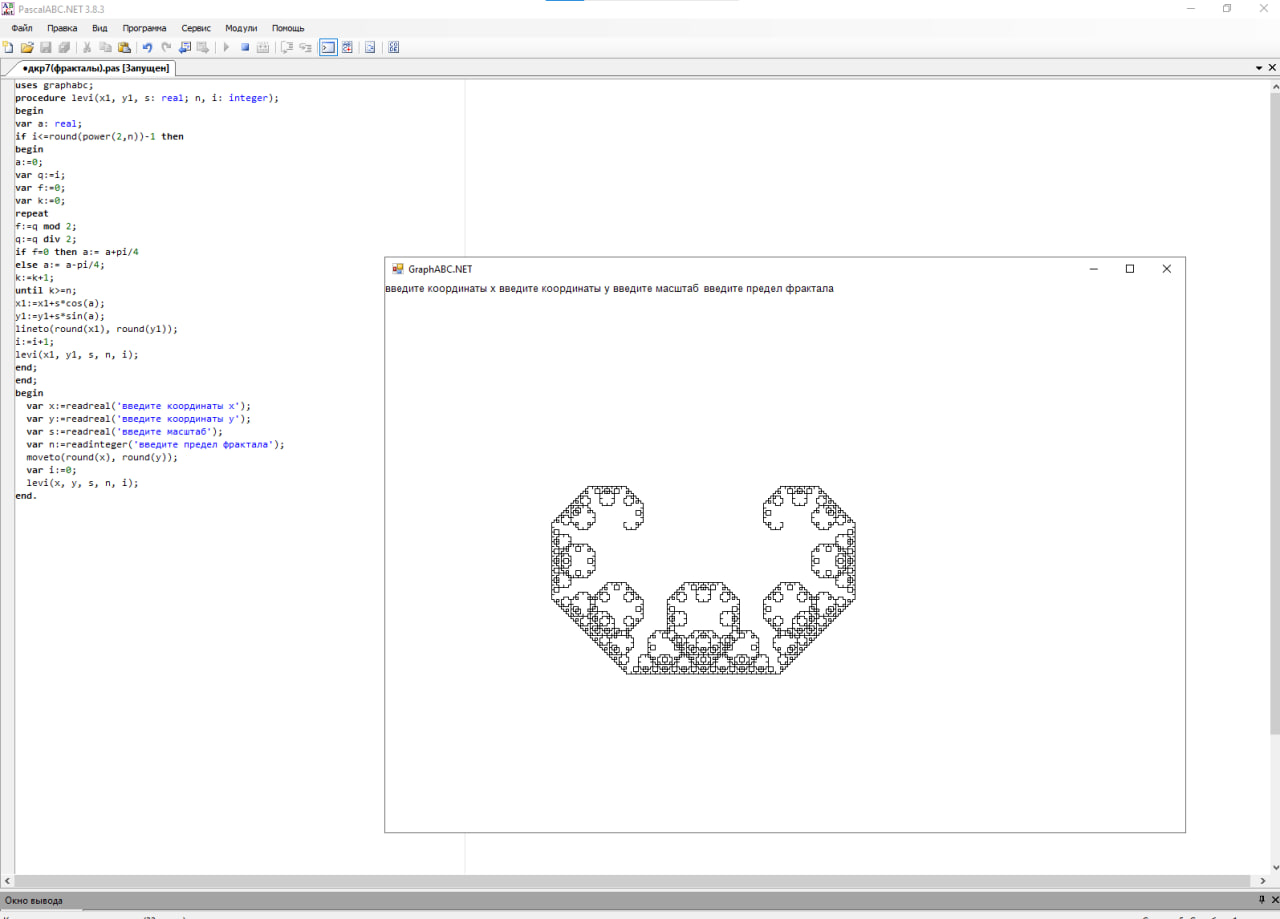 PascalABC.NET 3.8.3
Файл Правка Вид Программа Сервис Модули Помощь
•дкр7(фракталы).pas [Запущен]
uses graphabc;
procedure levi(x1, y1, s: real; n, i: integer);
begin
var a: real;
if i<=round(power(2,n))-1 then
begin
a:=0;
var q:=i;
var f:=0;
var k:=0;
repeat
f:=q mod 2;
q:=q div 2;
if f=0 then a:= a+pi/4
else a:= a-pi/4;
k:=k+1;
until k>=n;
x1:=x1+s*cos(a);
y1:=y1+s*sin(a);
lineto(round(x1), round(y1));
i:=i+1;
levi(x1, y1, s, n, i);
end;
end;
begin
var x:=readreal('введите координаты x');
var y:=readreal('введите координаты y');
var s:=readreal('введите масштаб');
var n:=readinteger('введите предел фрактала');
moveto(round(x), round(y));
var i:=0;
levi(x, y, s, n, i);
end.
GraphABC.NET
введите координаты x введите координаты y введите масштаб введите предел фрактала
Окно вывода